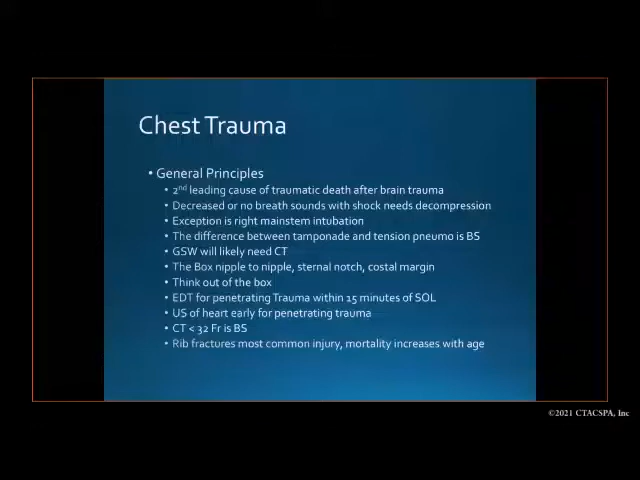 Chest Trauma
• General Principles
• 2nd leading cause of traumatic death after brain trauma
• Decreased or no breath sounds with shock needs decompression
• Exception is right mainstem intubation
• The difference between tamponade and tension pneumo is BS
• GSW will likely need CT
• The Box nipple to nipple, sternal notch, costal margin
• Think out of the box
• EDT for penetrating Trauma within 15 minutes of SOL
• US of heart early for penetrating trauma
• CT < 32 Fr is BS
• Rib fractures most common injury, mortality increases with age
©2021 CTACSPA, Inc